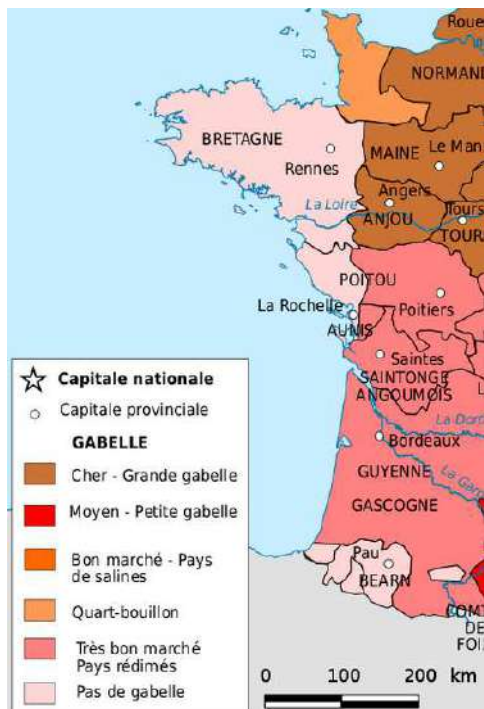 Roue
NORMAND
BRETAGNE
Rennes
MAINE
Le Man
Angers
La Loire
ANJOU
Tours
TOUR
POITOU
La Rochelle
Poitiers
AUNIS
Saintes
SAINTONGE
ANGOUMOIS
L
La Dord
Bordeaux
GUYENNE
La Gar
GASCOGNE
Pau
BEARN
COMT
DE
FOIX
Capitale nationale
Capitale provinciale
GABELLE
Cher - Grande gabelle
Moyen - Petite gabelle
Bon marché - Pays
de salines
Quart-bouillon
Très bon marché
Pays rédimés
Pas de gabelle
0 100 200 km